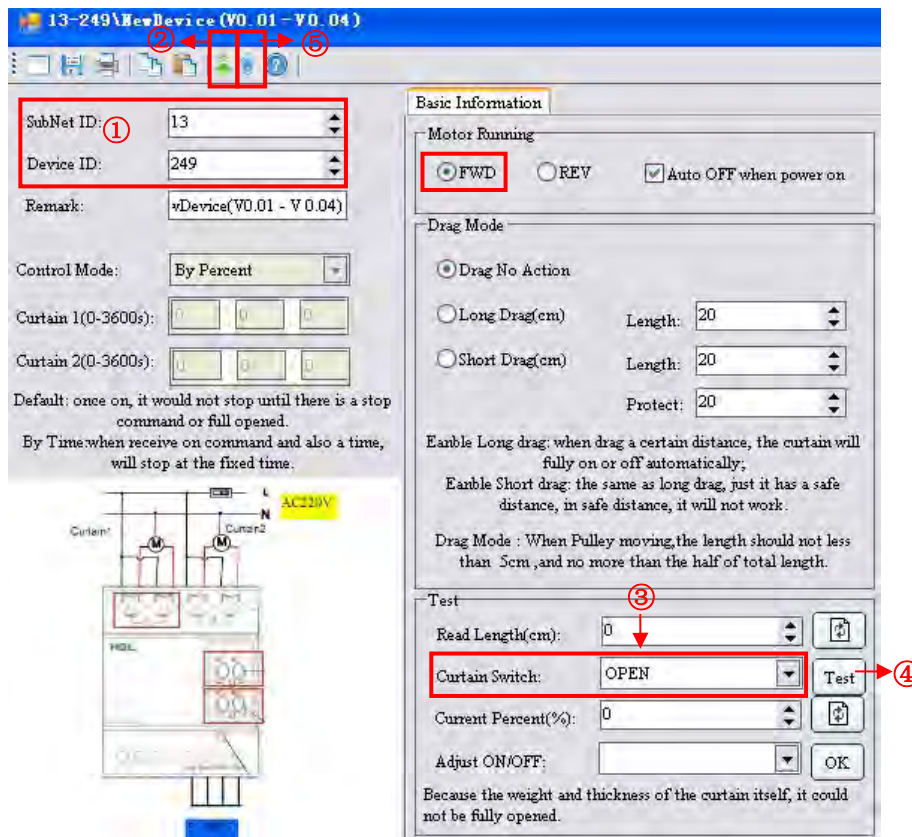 13-249\NewDevice(V0.01-V0.04)
② ⑤
SubNet ID: ① 13
Device ID: 249
Remark: vDevice(V0.01 - V 0.04)
Control Mode: By Percent
Curtain 1(0-3600s): 0 0 0
Curtain 2(0-3600s): 0 0 0
Default: once on, it would not stop until there is a stop
command or full opened.
By Time:when receive on command and also a time,
will stop at the fixed time.
L
N
AC220V
Curtain1
Curtain2
M
M
HDL
Basic Information
Motor Running
FWD REV Auto OFF when power on
Drag Mode
Drag No Action
Long Drag(cm) Length: 20
Short Drag(cm) Length: 20
Protect: 20
Eanble Long drag: when drag a certain distance, the curtain will
fully on or off automatically;
Eanble Short drag: the same as long drag, just it has a safe
distance, in safe distance, it will not work.
Drag Mode : When Pulley moving,the length should not less
than 5cm ,and no more than the half of total length.
Test ③
Read Length(cm): 0
Curtain Switch: OPEN Test ④
Current Percent(%): 0
Adjust ON/OFF: OK
Because the weight and thickness of the curtain itself, it could
not be fully opened.